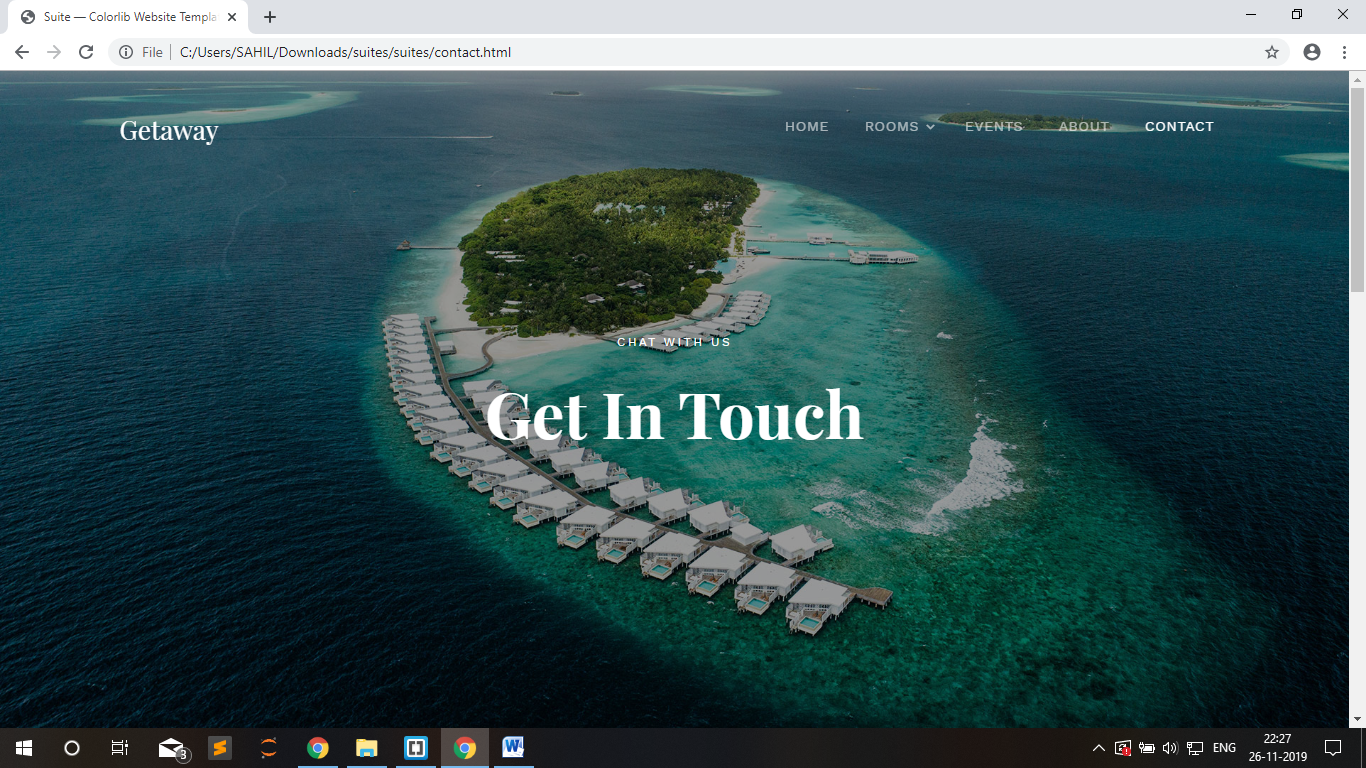 Suite — Colorlib Website Templa
File C:/Users/SAHIL/Downloads/suites/suites/contact.html
Getaway
HOME ROOMS EVENTS ABOUT CONTACT
CHAT WITH US
Get In Touch
3
W
ENG
22:27
26-11-2019